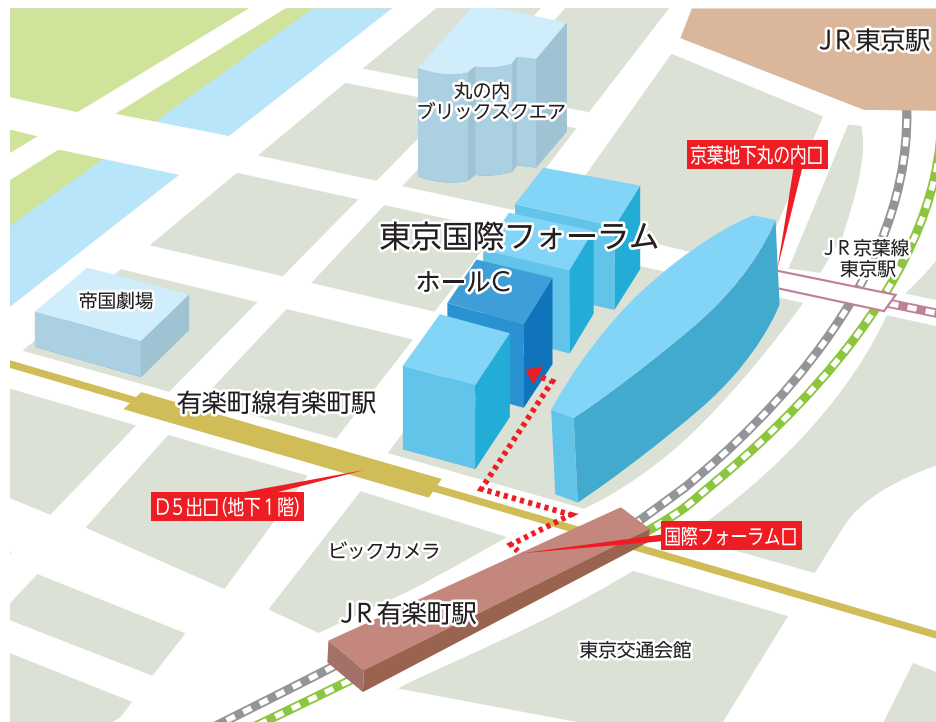 JR東京駅
丸の内
ブリックスクエア
京葉地下丸の内口
東京国際フォーラム
ホールC
JR京葉線
東京駅
帝国劇場
有楽町線有楽町駅
D5出口(地下1階)
国際フォーラム口
ビックカメラ
JR有楽町駅
東京交通会館